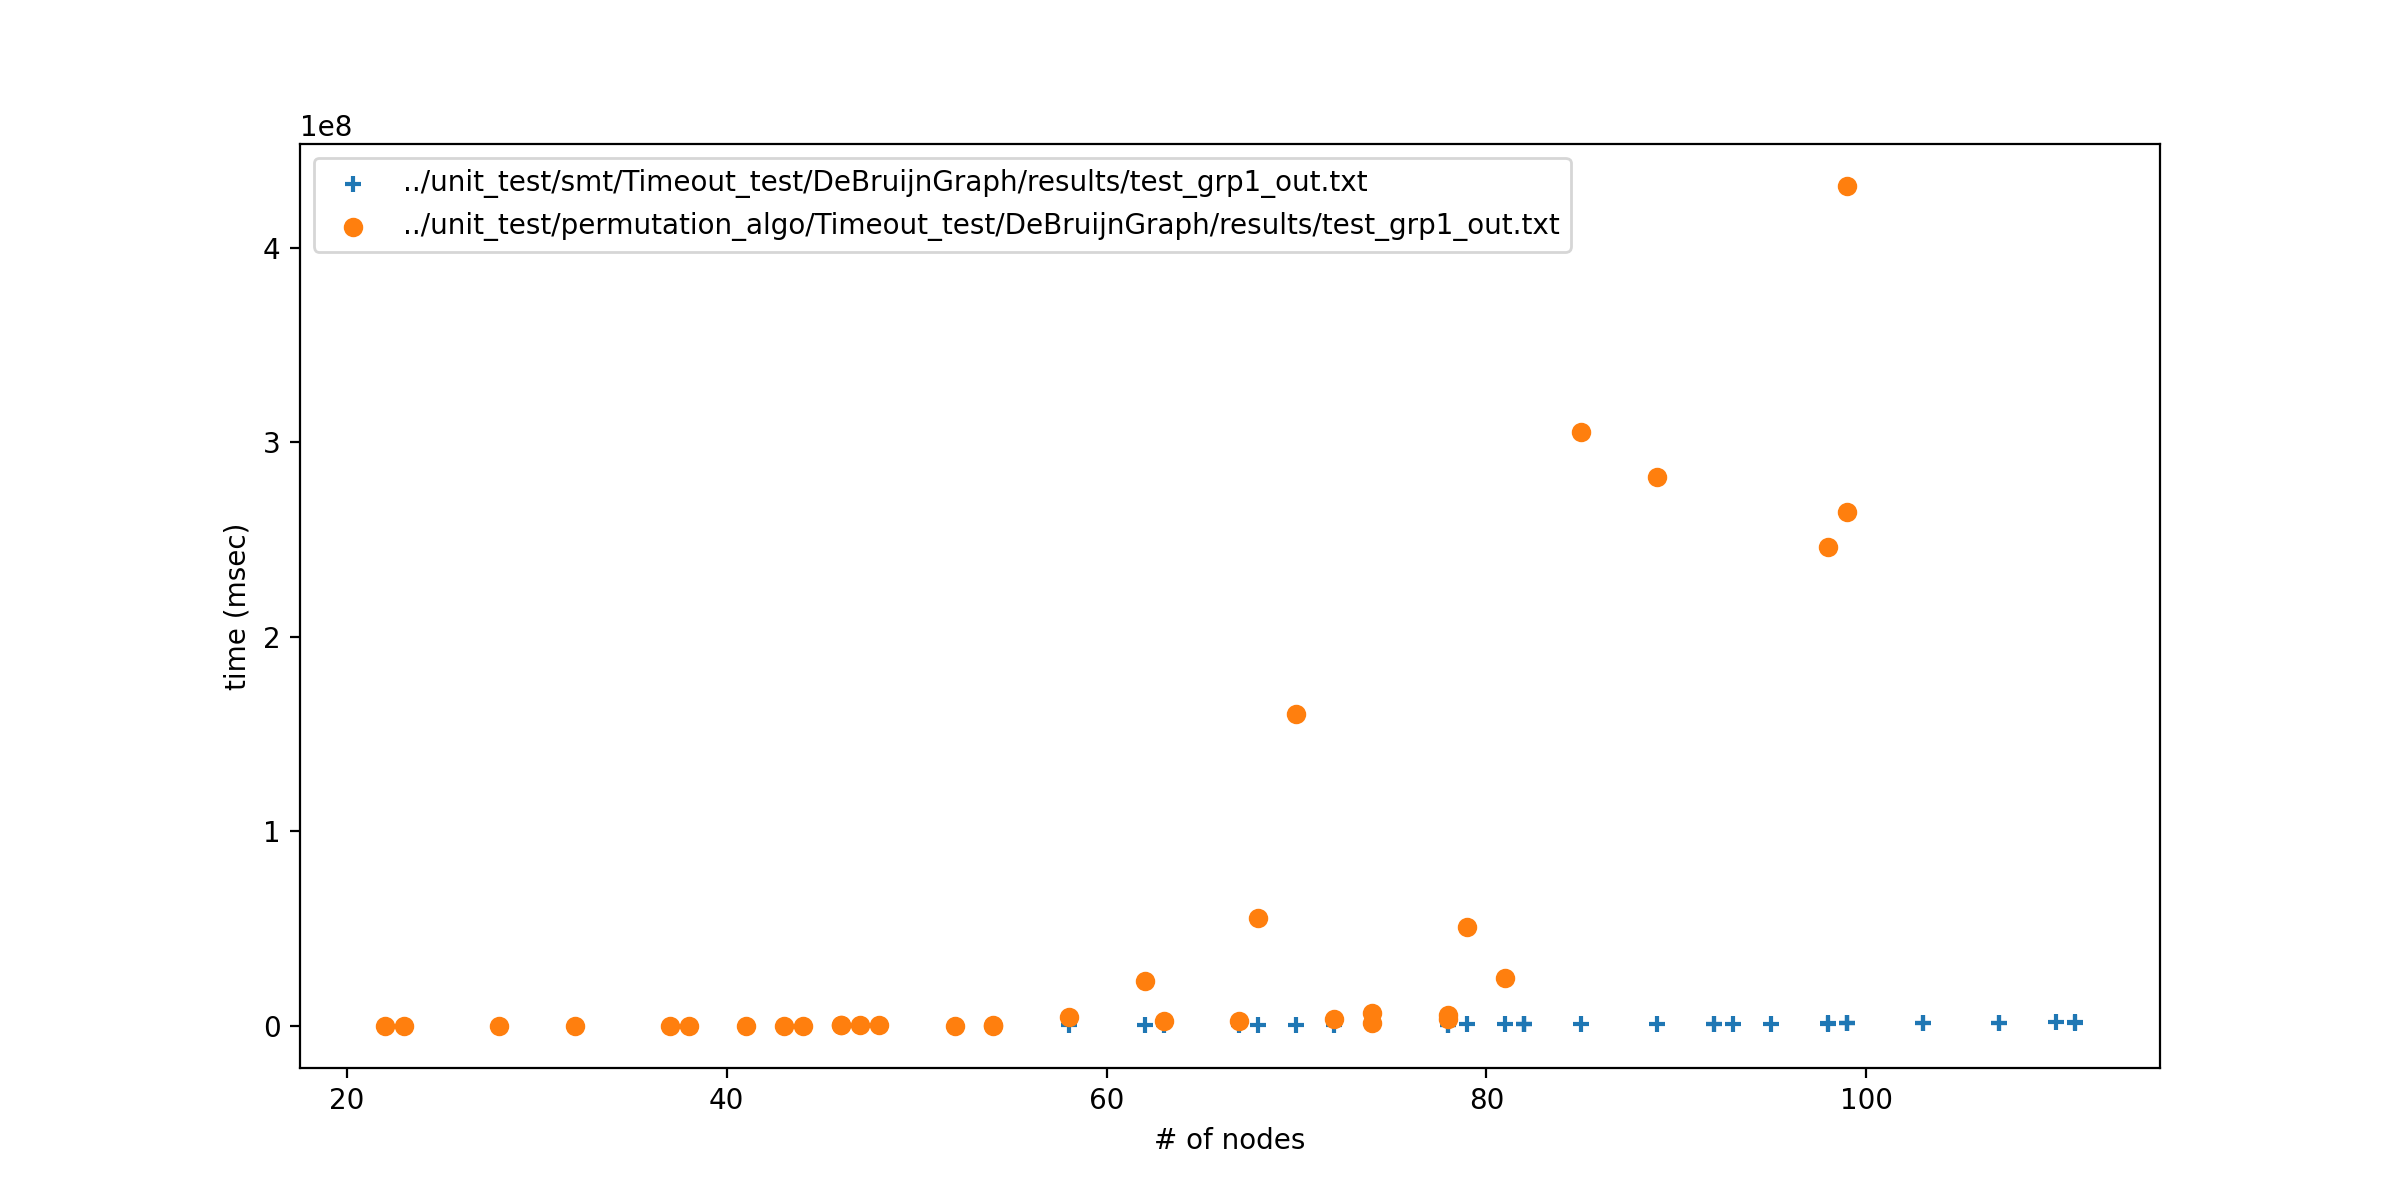 1e8
../unit_test/smt/Timeout_test/DeBruijnGraph/results/test_grp1_out.txt
../unit_test/permutation_algo/Timeout_test/DeBruijnGraph/results/test_grp1_out.txt
4
3
2
1
0
time (msec)
20 40 60 80 100
# of nodes